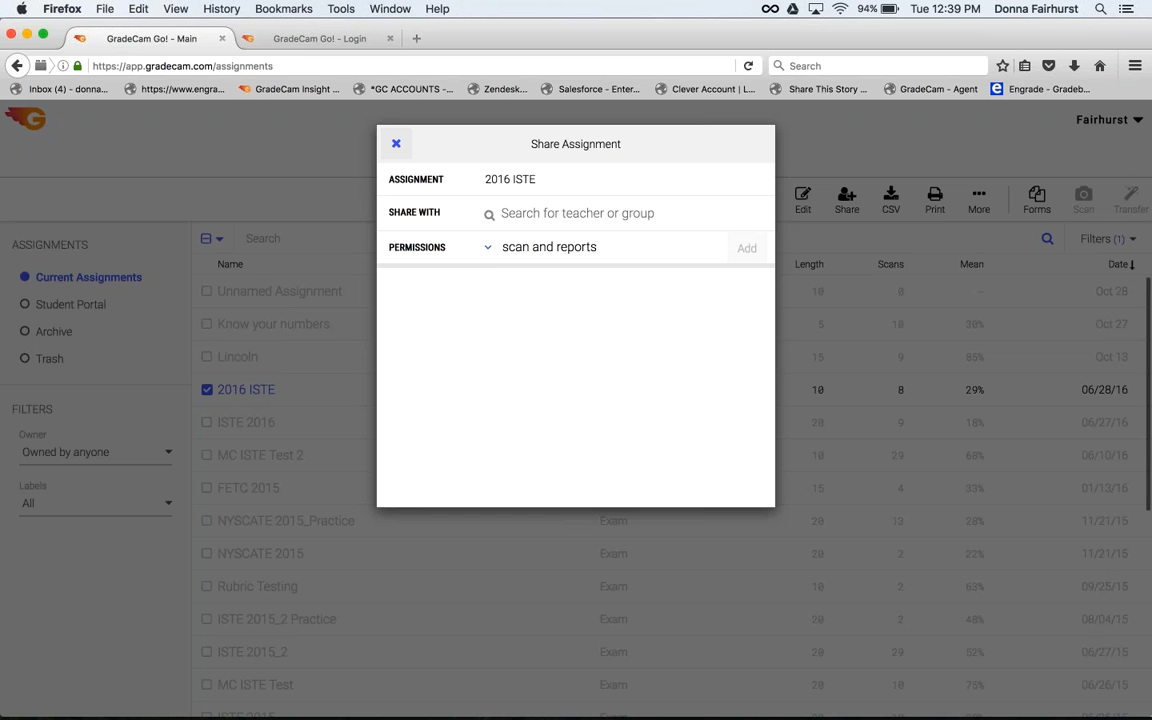 Firefox File Edit View History Bookmarks Tools Window Help 94% Tue 12:39 PM Donna Fairhurst
GradeCam Go! - Main × GradeCam Go! - Login × +
https://app.gradecam.com/assignments Search
Inbox (4) - donna... https://www.engra... GradeCam Insight ... *GC ACCOUNTS -... Zendesk... Salesforce - Enter... Clever Account | L... Share This Story ... GradeCam - Agent Engrade - Gradeb...
G Fairhurst
Share Assignment
ASSIGNMENT 2016 ISTE
SHARE WITH Search for teacher or group
PERMISSIONS scan and reports Add
Edit Share CSV Print More Forms Scan Transfer
ASSIGNMENTS
Current Assignments
Student Portal
Archive
Trash
FILTERS
Owner
Owned by anyone
Labels
All
Search Filters (1)
Name Length Scans Mean Date
Unnamed Assignment 10 0 - Oct 28
Know your numbers 5 10 30% Oct 27
Lincoln 15 9 85% Oct 13
2016 ISTE 10 8 29% 06/28/16
ISTE 2016 20 9 18% 06/27/16
MC ISTE Test 2 10 29 68% 06/10/16
FETC 2015 15 4 33% 01/13/16
NYSCATE 2015_Practice Exam 20 13 28% 11/21/15
NYSCATE 2015 Exam 20 2 22% 11/21/15
Rubric Testing Exam 10 2 63% 09/25/15
ISTE 2015_2 Practice Exam 20 2 48% 08/04/15
ISTE 2015_2 Exam 20 29 52% 06/27/15
MC ISTE Test Exam 20 10 75% 06/26/15